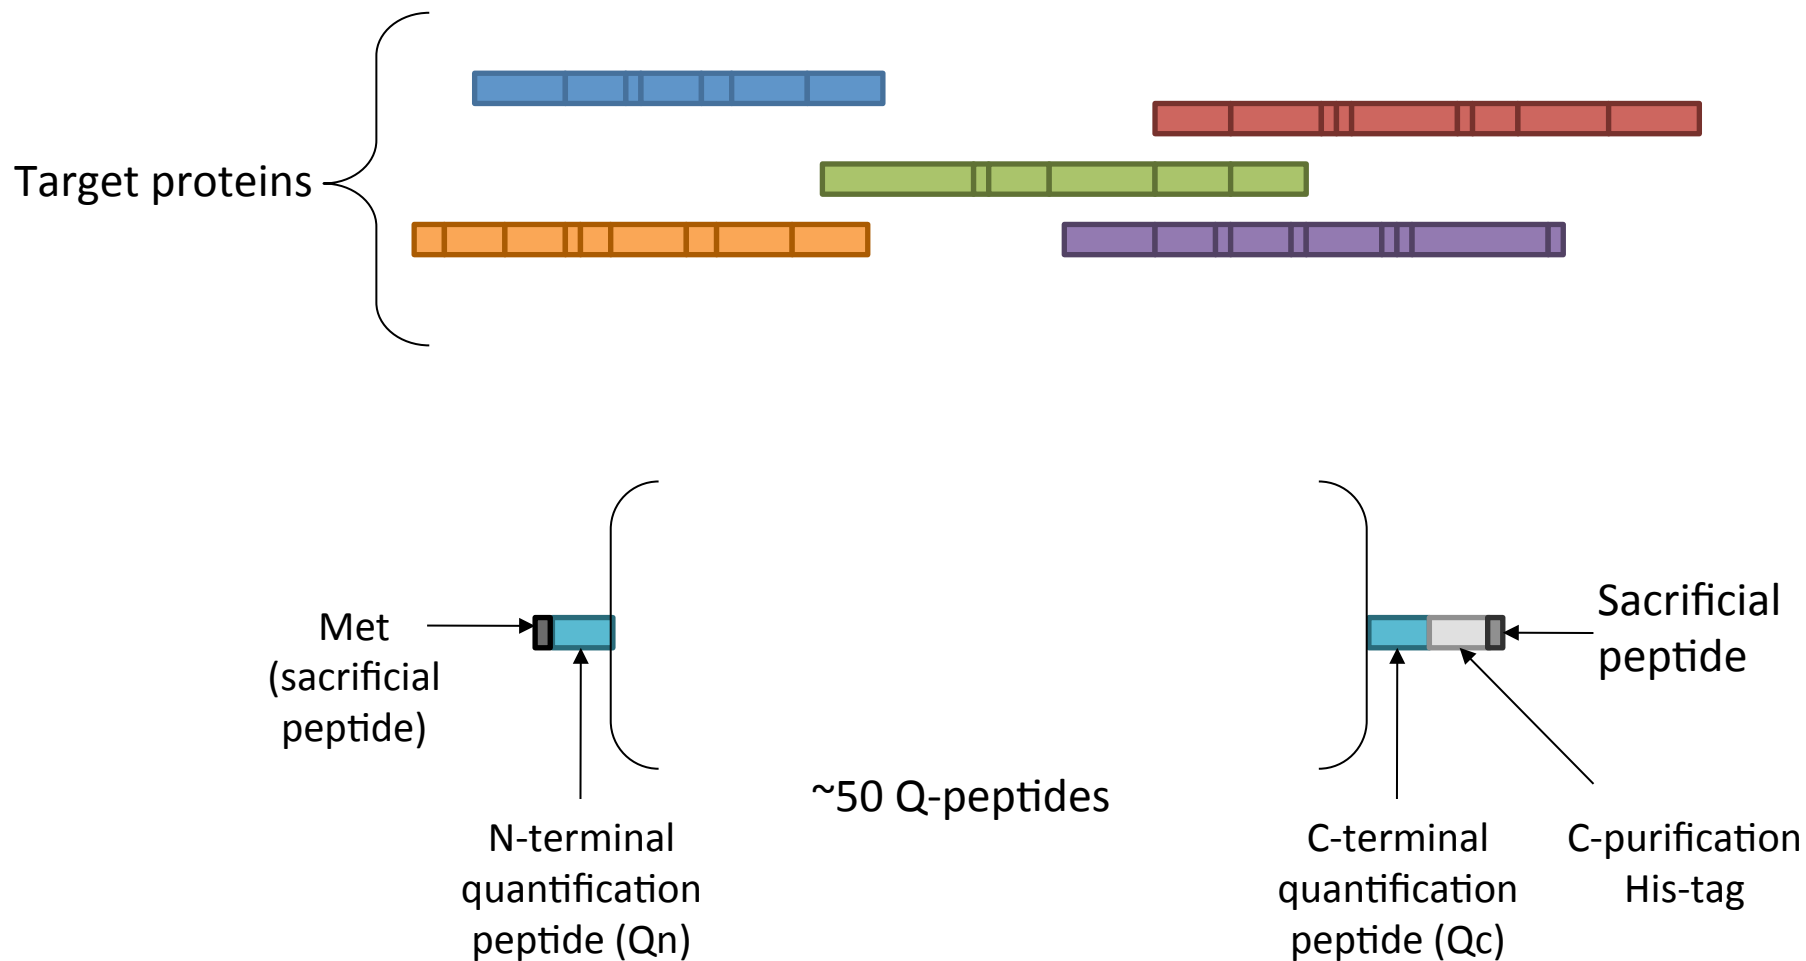 Target proteins
Met
(sacrificial
peptide)
Sacrificial
peptide
~50 Q-peptides
N-terminal
quantification
peptide (Qn)
C-terminal
quantification
peptide (Qc)
C-purification
His-tag